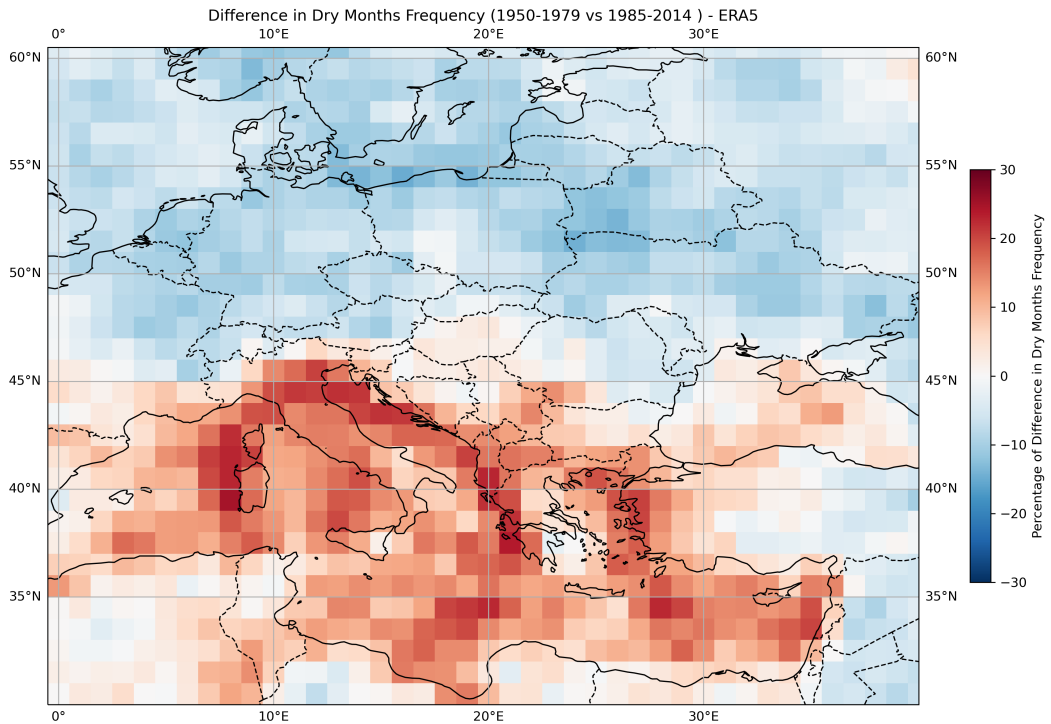 Difference in Dry Months Frequency (1950-1979 vs 1985-2014 ) - ERA5
0° 10°E 20°E 30°E
60°N 60°N
55°N 55°N
50°N 50°N
45°N 45°N
40°N 40°N
35°N 35°N
0° 10°E 20°E 30°E
30
20
10
0
−10
−20
−30
Percentage of Difference in Dry Months Frequency